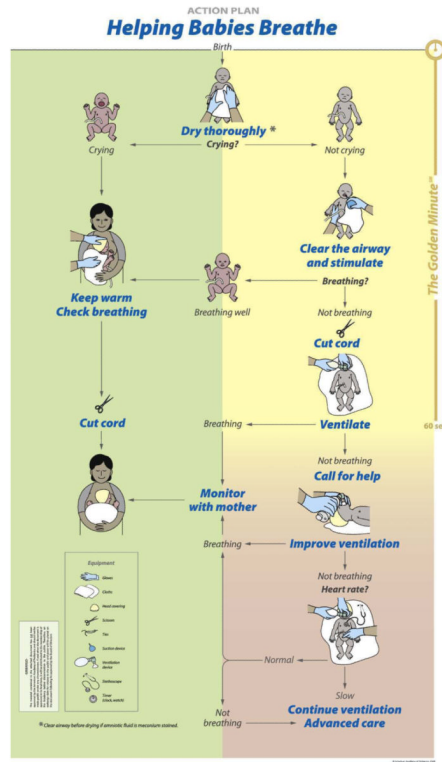 ACTION PLAN
Helping Babies Breathe
Birth
Dry thoroughly *
Crying?
Crying
Not crying
Clear the airway
and stimulate
Breathing?
Keep warm
Check breathing
Breathing well
Not breathing
Cut cord
Cut cord
Breathing
Ventilate
The Golden Minute
60 se
Not breathing
Call for help
Monitor
with mother
Breathing
Improve ventilation
Not breathing
Heart rate?
Normal
Slow
Not
breathing
Continue ventilation
Advanced care
Equipment
Gloves
Cloths
Head covering
Scissors
Ties
Suction device
Ventilation
device
Stethoscope
Timer
* Clear airway before drying if amniotic fluid is meconium stained.